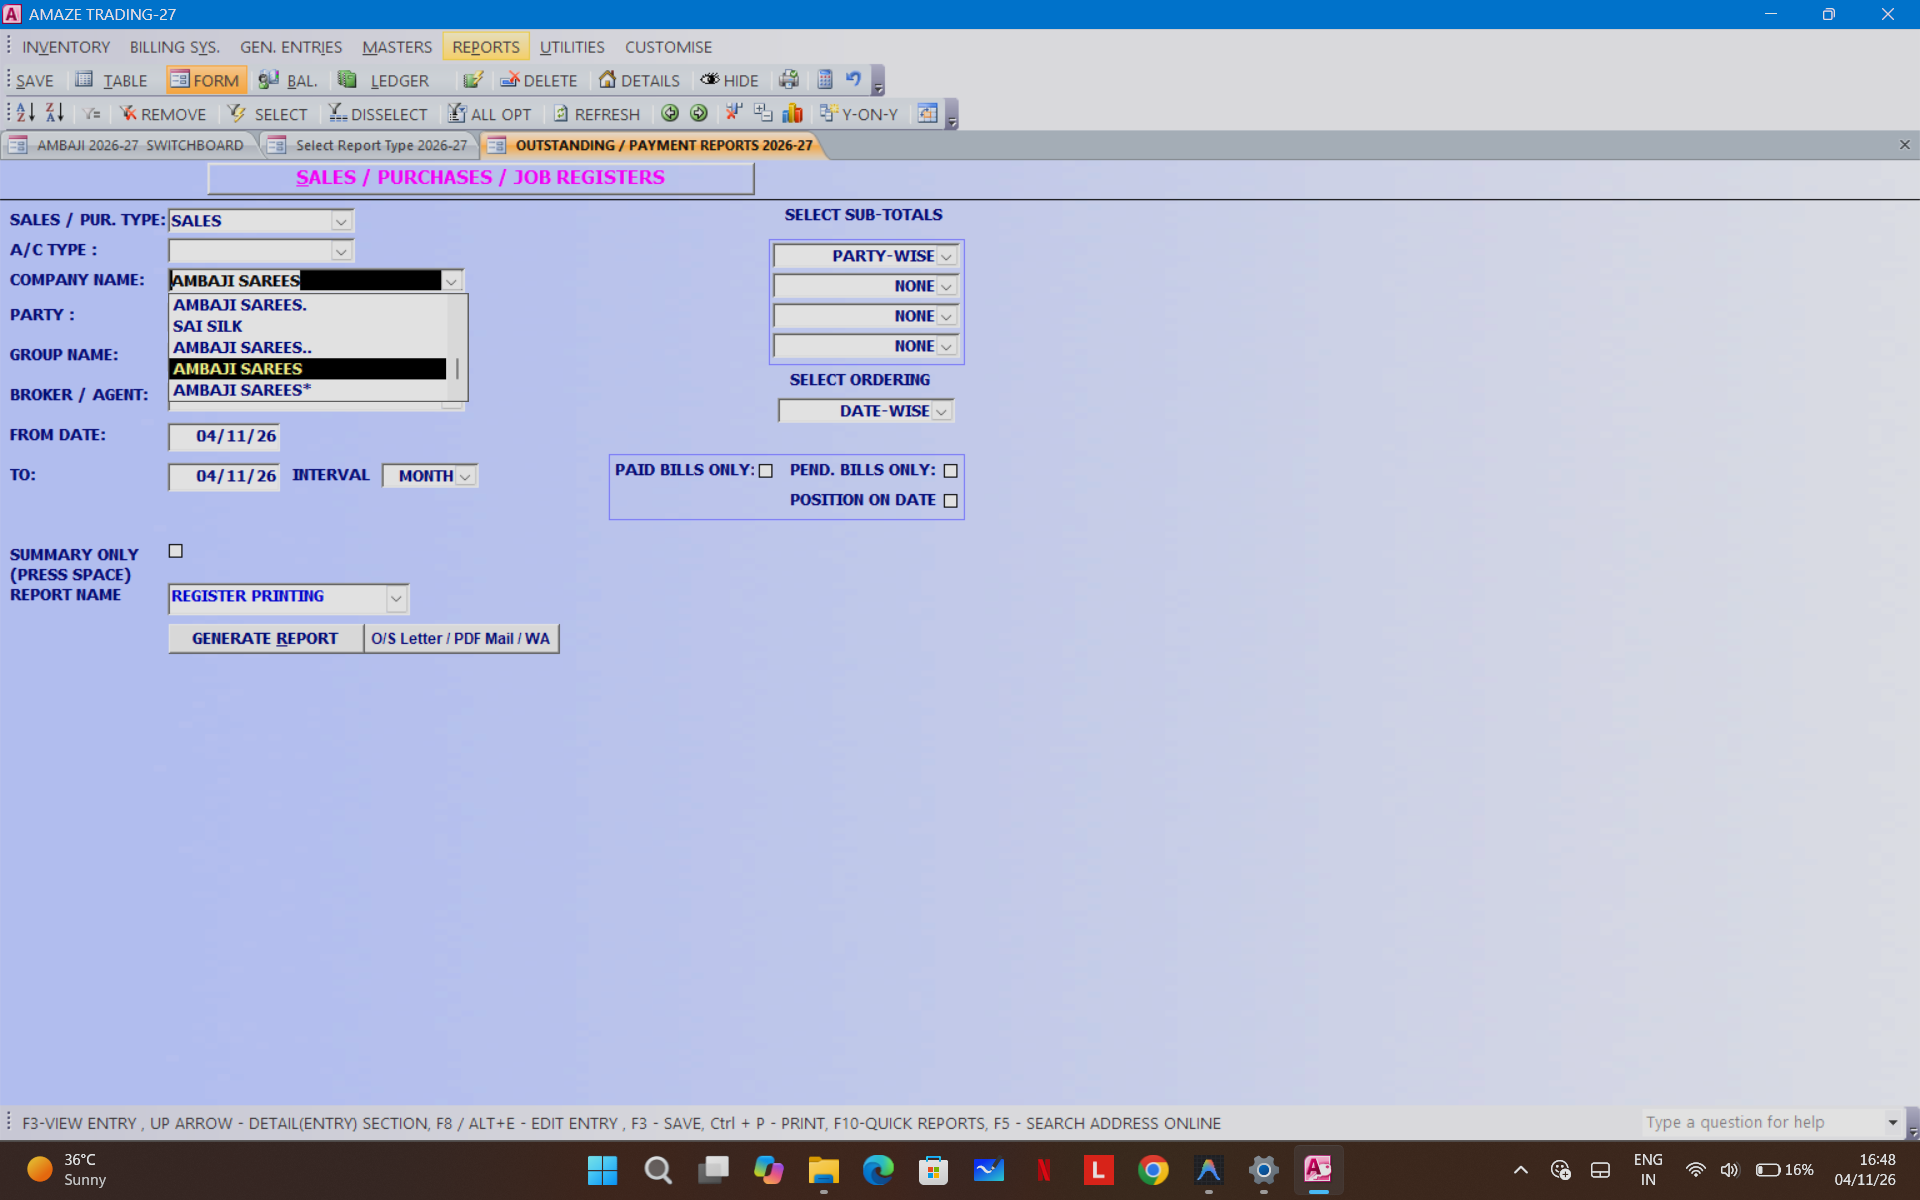 AMAZE TRADING-27
INVENTORY BILLING SYS. GEN. ENTRIES MASTERS REPORTS UTILITIES CUSTOMISE
SAVE TABLE FORM BAL. LEDGER DELETE DETAILS HIDE
REMOVE SELECT DISSELECT ALL OPT REFRESH Y-ON-Y
AMBAJI 2026-27 SWITCHBOARD Select Report Type 2026-27 OUTSTANDING / PAYMENT REPORTS 2026-27
SALES / PURCHASES / JOB REGISTERS
SALES / PUR. TYPE: SALES
A/C TYPE :
COMPANY NAME: AMBAJI SAREES
AMBAJI SAREES.
SAI SILK
AMBAJI SAREES..
AMBAJI SAREES
AMBAJI SAREES*
PARTY :
GROUP NAME:
BROKER / AGENT:
FROM DATE: 04/11/26
TO: 04/11/26 INTERVAL MONTH
SELECT SUB-TOTALS
PARTY-WISE
NONE
NONE
NONE
SELECT ORDERING
DATE-WISE
PAID BILLS ONLY: PEND. BILLS ONLY:
POSITION ON DATE
SUMMARY ONLY
(PRESS SPACE)
REPORT NAME REGISTER PRINTING
GENERATE REPORT O/S Letter / PDF Mail / WA
F3-VIEW ENTRY , UP ARROW - DETAIL(ENTRY) SECTION, F8 / ALT+E - EDIT ENTRY , F3 - SAVE, Ctrl + P - PRINT, F10-QUICK REPORTS, F5 - SEARCH ADDRESS ONLINE
Type a question for help
36°C
Sunny
ENG
IN
16%
16:48
04/11/26